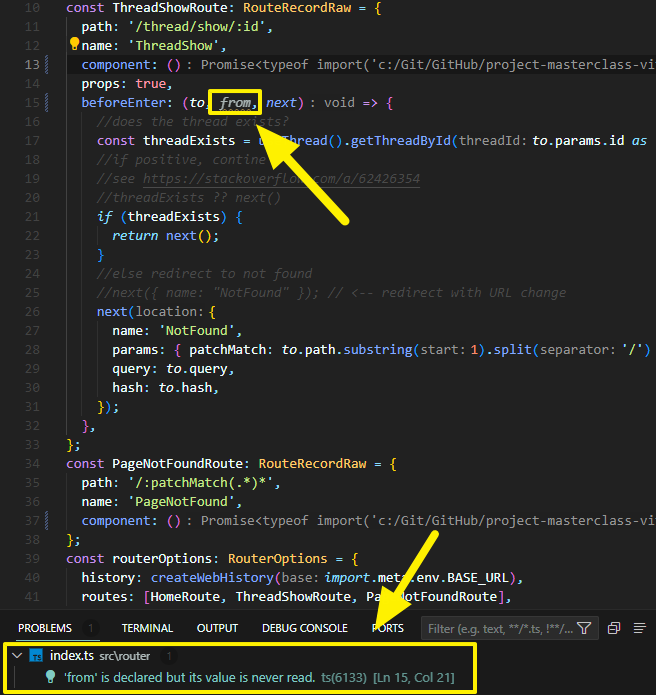 10 const ThreadShowRoute: RouteRecordRaw = {
11 path: '/thread/show/:id',
12 name: 'ThreadShow',
13 component: () : Promise<typeof import('c:/Git/GitHub/project-masterclass-vi
14 props: true,
15 beforeEnter: (to, from, next) : void => {
16 //does the thread exists?
17 const threadExists = Thread().getThreadById(threadId: to.params.id as
18 //if positive,
19 //see https://stackoverflow.com/a/62426354
20 //threadExists ?? next()
21 if (threadExists) {
22 return next();
23 }
24 //else redirect to not found
25 //next({ name: "NotFound" }); // <-- redirect with URL change
26 next(location: {
27 name: 'NotFound',
28 params: { patchMatch: to.path.substring(start: 1).split(separator: '/')
29 query: to.query,
30 hash: to.hash,
31 });
32 },
33 };
34 const PageNotFoundRoute: RouteRecordRaw = {
35 path: '/:patchMatch(.*)*',
36 name: 'PageNotFound',
37 component: () : Promise<typeof import('c:/Git/GitHub/project-masterclass-vi
38 };
39 const routerOptions: RouterOptions = {
40 history: createWebHistory(base: import.meta.env.BASE_URL),
41 routes: [HomeRoute, ThreadShowRoute, PageNotFoundRoute],
PROBLEMS 1 TERMINAL OUTPUT DEBUG CONSOLE PORTS Filter (e.g. text, **/*.ts, !**/...
TS index.ts src\router 1
'from' is declared but its value is never read. ts(6133) [Ln 15, Col 21]